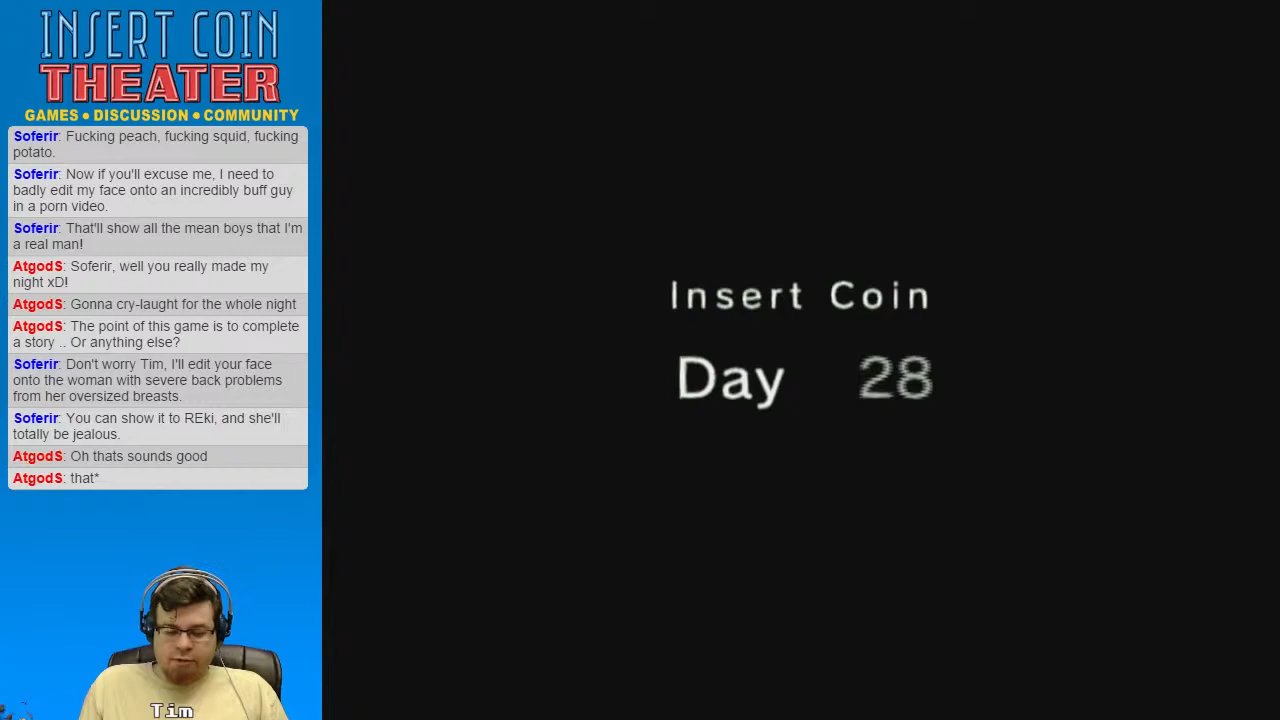 INSERT COIN
THEATER
GAMES • DISCUSSION • COMMUNITY
Soferir: Fucking peach, fucking squid, fucking
potato.
Soferir: Now if you'll excuse me, I need to
badly edit my face onto an incredibly buff guy
in a porn video.
Soferir: That'll show all the mean boys that I'm
a real man!
AtgodS: Soferir, well you really made my
night xD!
AtgodS: Gonna cry-laught for the whole night
AtgodS: The point of this game is to complete
a story .. Or anything else?
Soferir: Don't worry Tim, I'll edit your face
onto the woman with severe back problems
from her oversized breasts.
Soferir: You can show it to REki, and she'll
totally be jealous.
AtgodS: Oh thats sounds good
AtgodS: that*
Tim
Insert Coin
Day 28